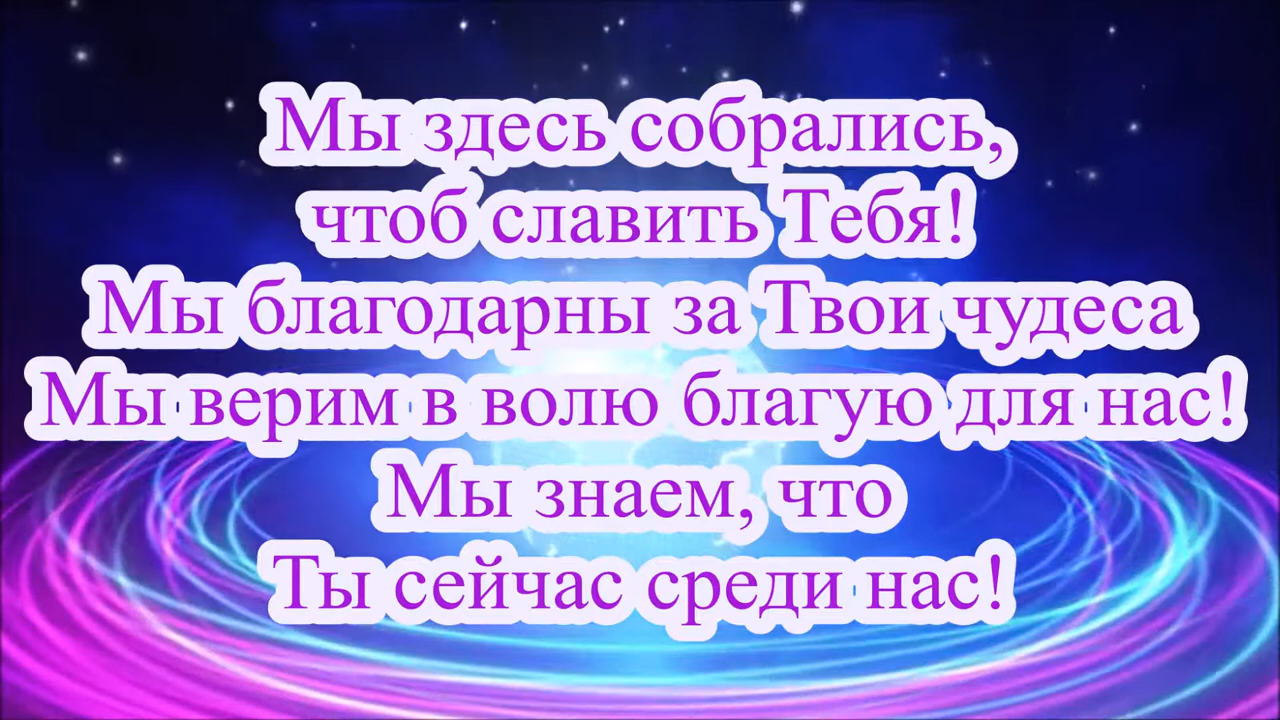 Мы здесь собрались,
чтоб славить Тебя!
Мы благодарны за Твои чудеса
Мы верим в волю благую для нас!
Мы знаем, что
Ты сейчас среди нас!